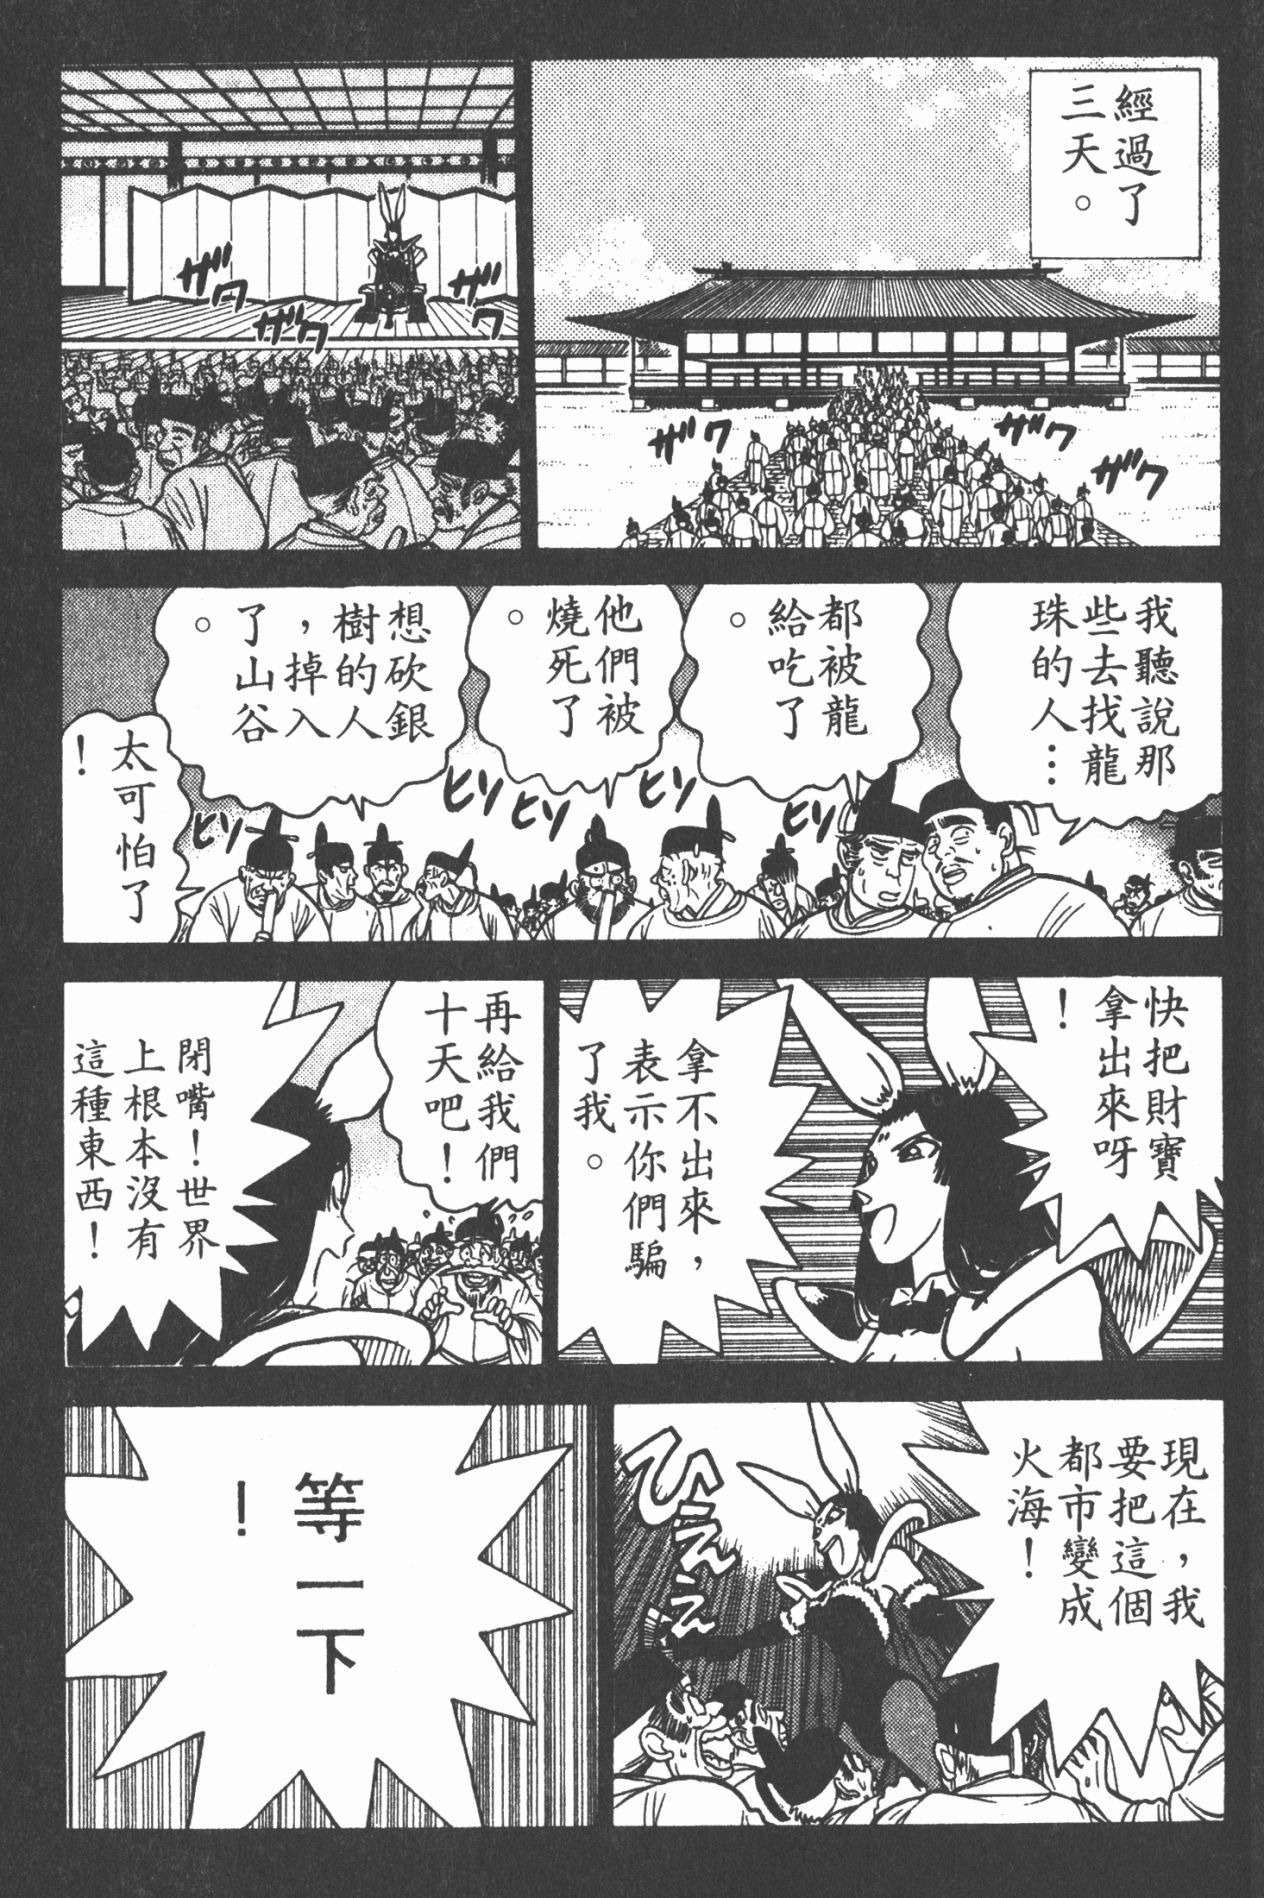 經過了
三天。
ザワ
ザワ
ザワ
ザワ
ザワ
ザワ
我聽說那
些去找龍
珠的人…
都被龍
給吃了
。
他們被
燒死了
。
想砍銀
樹的人
，掉入
了山谷
。
太可怕了
！
ヒソ
ヒソ
ヒソ
ヒソ
ヒソ
快把財寶
拿出來呀
！
拿不出來，
表示你們騙
了我。
再給我們
十天吧！
閉嘴！世界
上根本沒有
這種東西！
現在，我
要把這個
都市變成
火海！
ひえええ
等一下
！